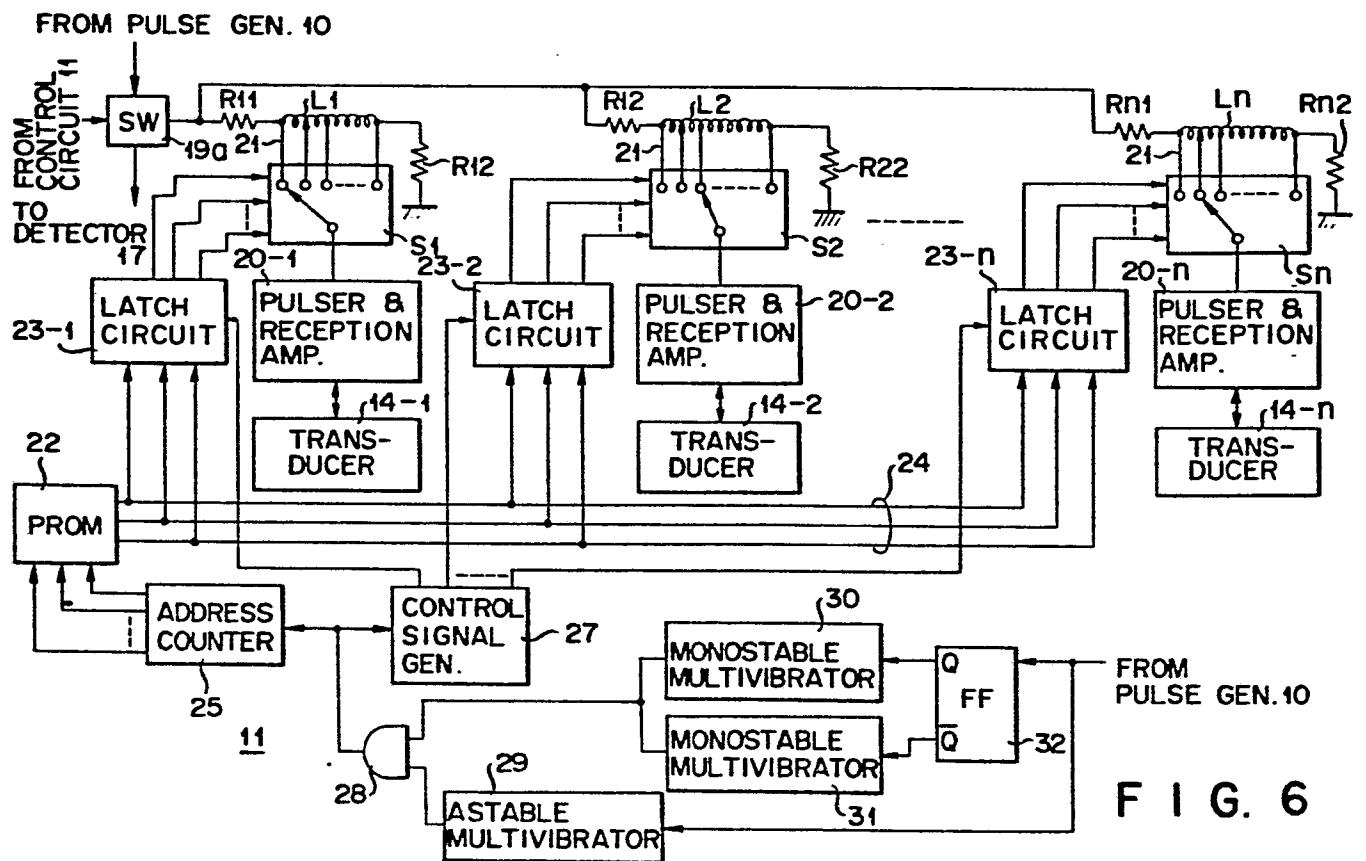 FROM PULSE GEN. 10
FROM CONTROL CIRCUIT 11
SW
19a
TO DETECTOR 17
R11
L1
21
R12
S1
R12
L2
21
R22
S2
Rn1
Ln
Rn2
21
Sn
23-1
LATCH CIRCUIT
20-1
PULSER & RECEPTION AMP.
14-1
TRANS-
DUCER
23-2
LATCH CIRCUIT
20-2
PULSER & RECEPTION AMP.
14-2
TRANS-
DUCER
23-n
LATCH CIRCUIT
20-n
PULSER & RECEPTION AMP.
14-n
TRANS-
DUCER
22
PROM
24
ADDRESS COUNTER
25
CONTROL SIGNAL GEN.
27
30
MONOSTABLE MULTIVIBRATOR
MONOSTABLE MULTIVIBRATOR
31
Q
FF
Q̅
32
FROM PULSE GEN. 10
11
28
29
ASTABLE MULTIVIBRATOR
FIG. 6